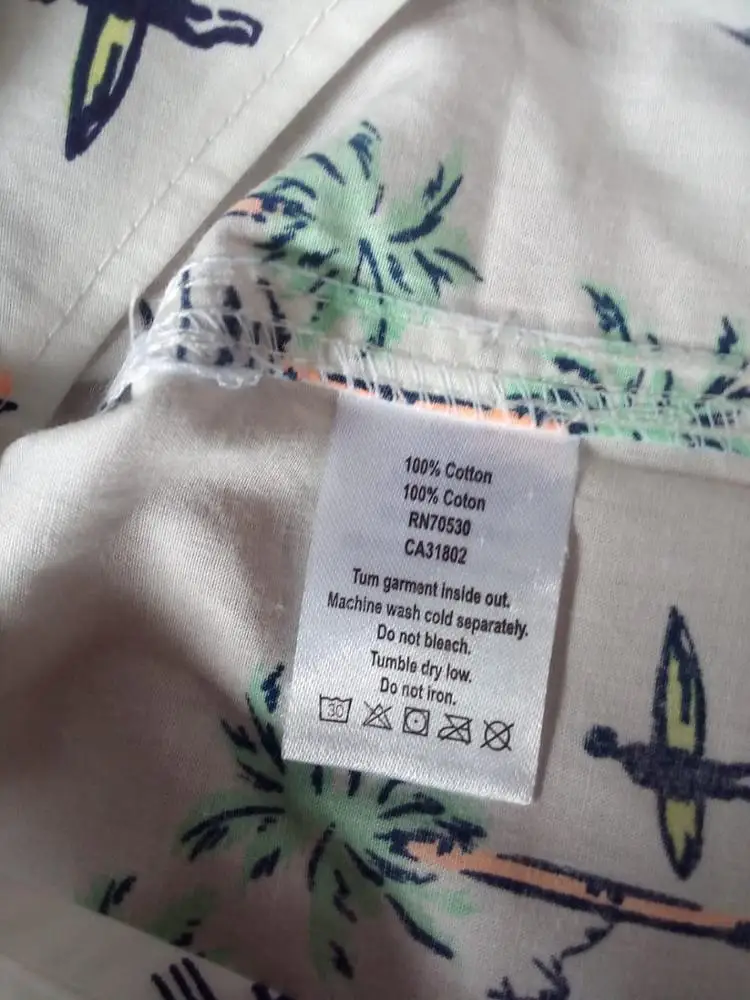 100% Cotton
100% Coton
RN70530
CA31802
Turn garment inside out.
Machine wash cold separately.
Do not bleach.
Tumble dry low.
Do not iron.
30